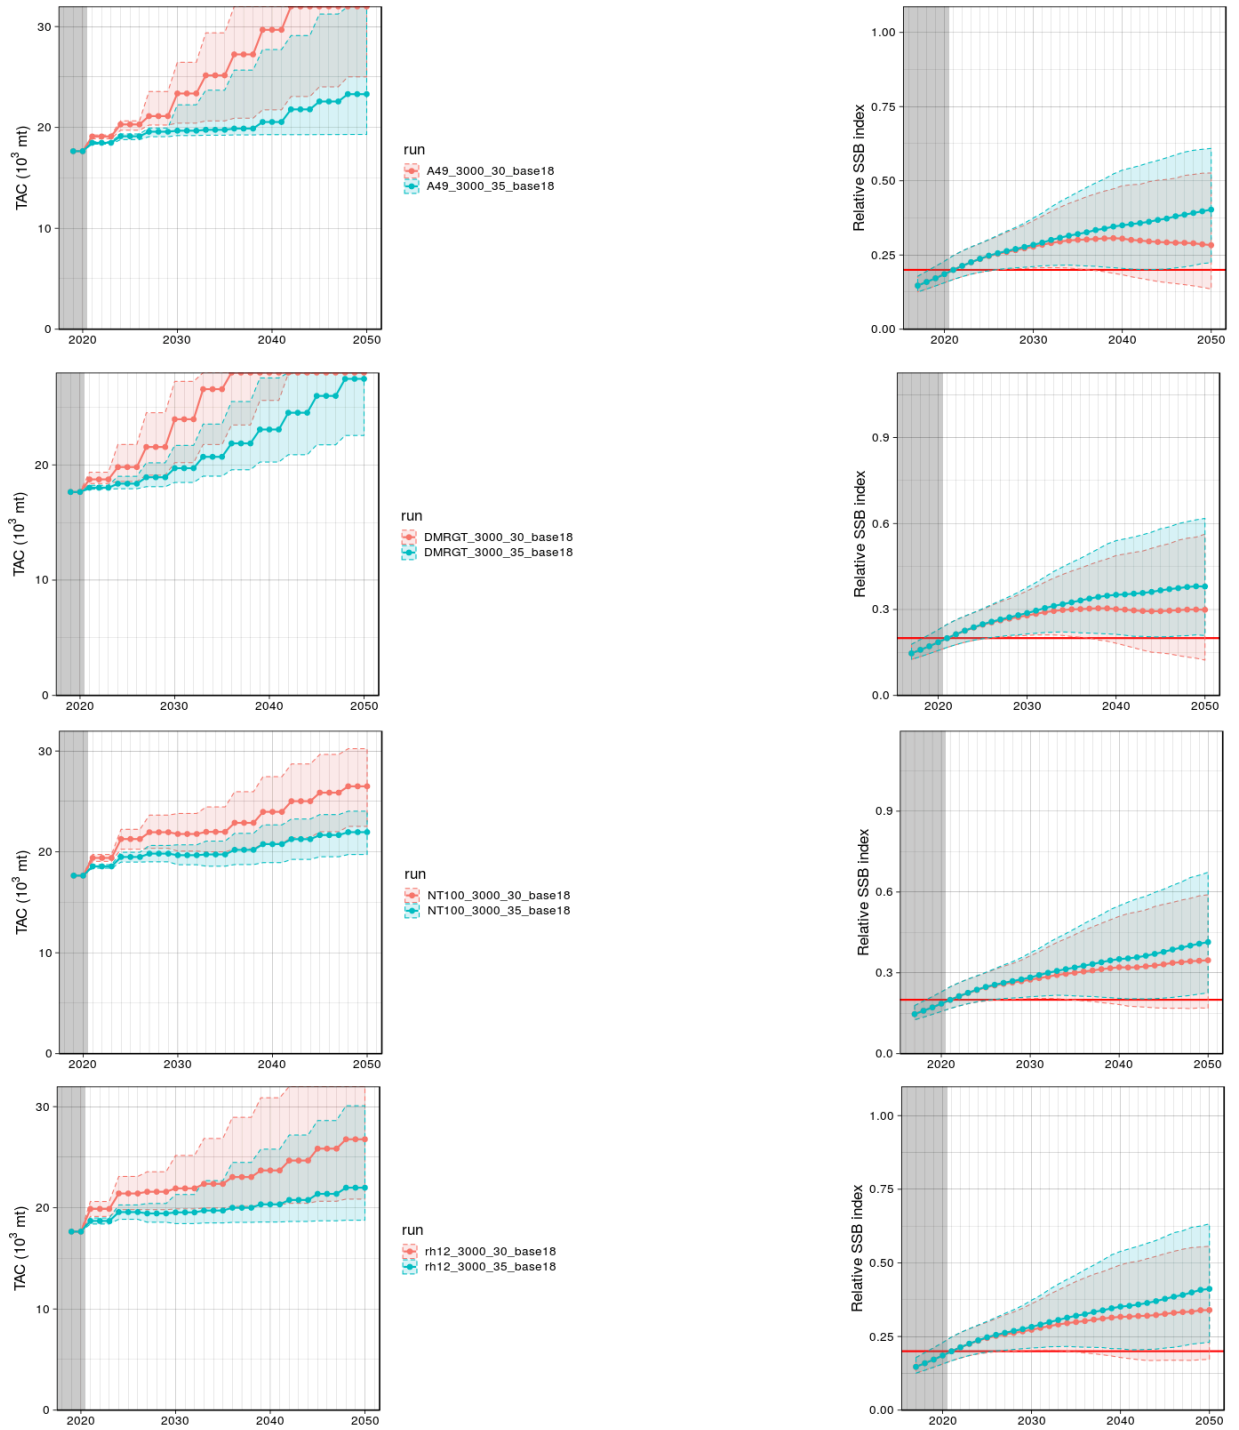 30
20
10
0
TAC (10³ mt)
2020 2030 2040 2050
run
A49_3000_30_base18
A49_3000_35_base18
1.00
0.75
0.50
0.25
0.00
Relative SSB index
2020 2030 2040 2050
20
10
0
TAC (10³ mt)
2020 2030 2040 2050
run
DMRGT_3000_30_base18
DMRGT_3000_35_base18
0.9
0.6
0.3
0.0
Relative SSB index
2020 2030 2040 2050
30
20
10
0
TAC (10³ mt)
2020 2030 2040 2050
run
NT100_3000_30_base18
NT100_3000_35_base18
0.9
0.6
0.3
0.0
Relative SSB index
2020 2030 2040 2050
30
20
10
0
TAC (10³ mt)
2020 2030 2040 2050
run
rh12_3000_30_base18
rh12_3000_35_base18
1.00
0.75
0.50
0.25
0.00
Relative SSB index
2020 2030 2040 2050